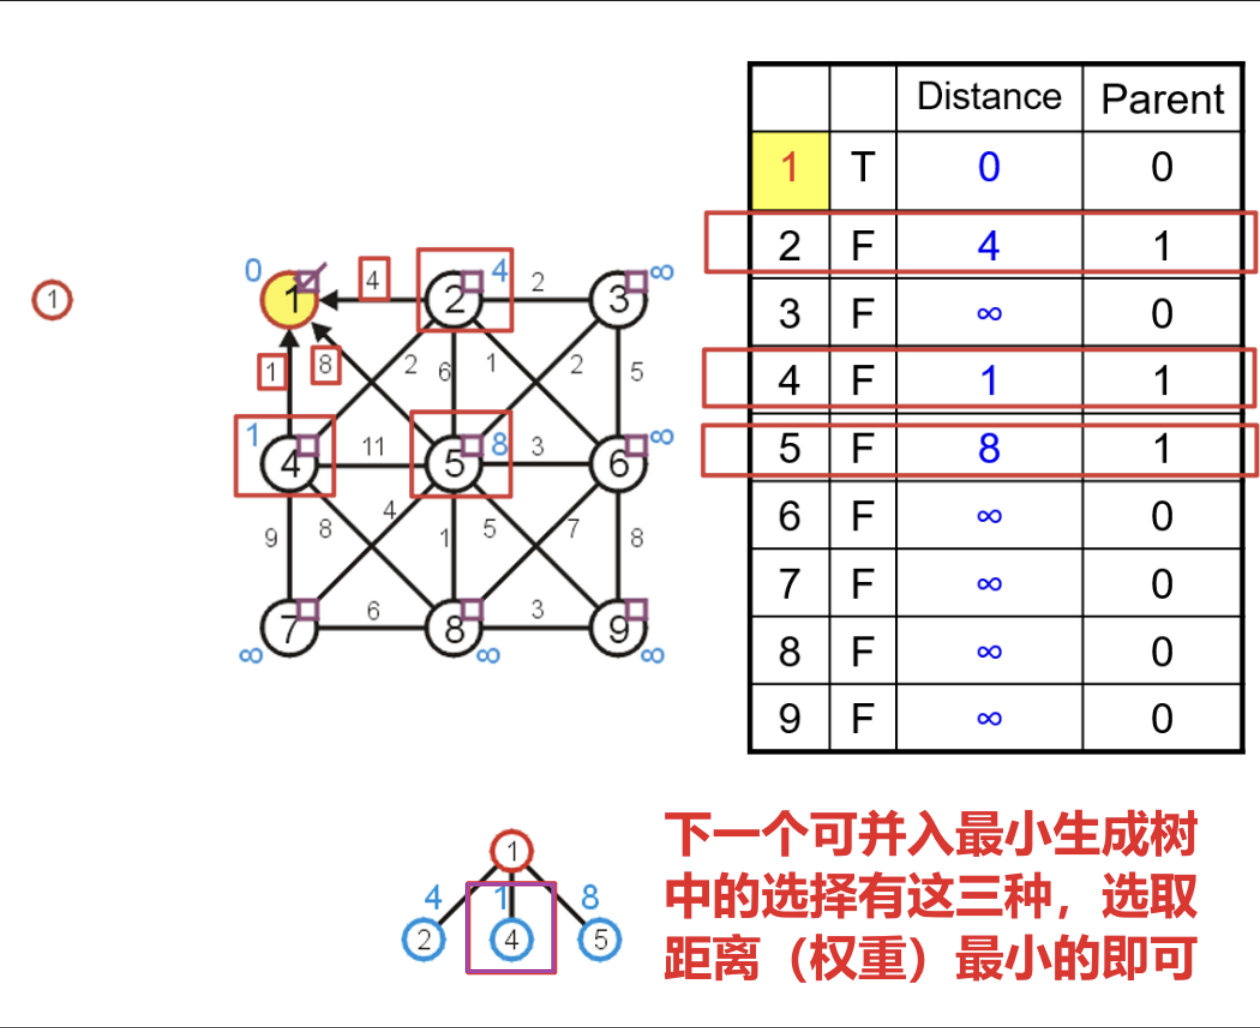 Distance Parent
1 T 0 0
2 F 4 1
3 F ∞ 0
4 F 1 1
5 F 8 1
6 F ∞ 0
7 F ∞ 0
8 F ∞ 0
9 F ∞ 0
1
0 1 4 2 4 2 3 ∞
1 8 2 6 1 2 5
1 4 11 5 8 3 6 ∞
9 8 4 1 5 7 8
7 6 8 3 9
∞ ∞ ∞
1
4 1 8
2 4 5
下一个可并入最小生成树
中的选择有这三种，选取
距离（权重）最小的即可